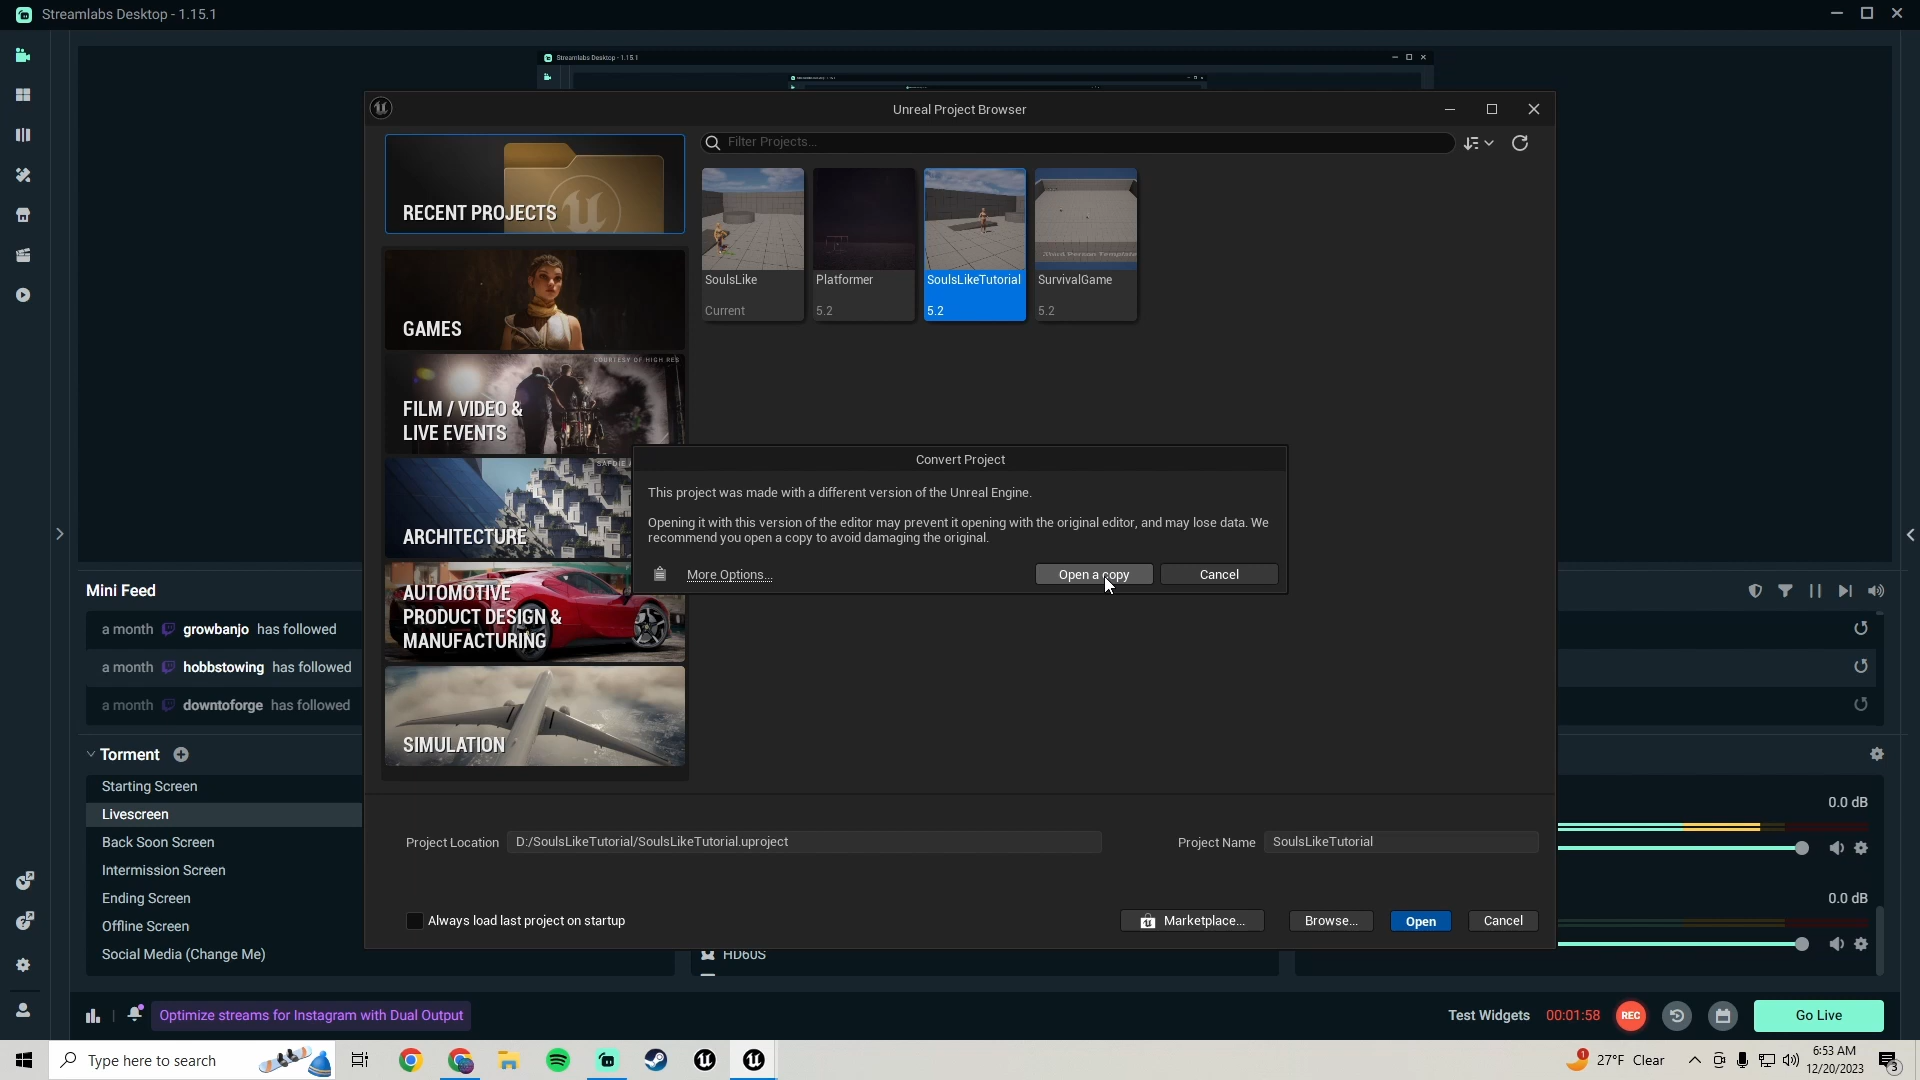 Streamlabs Desktop - 1.15.1
Streamlabs Desktop - 1.15.1
Unreal Project Browser
Filter Projects...
RECENT PROJECTS
SoulsLike
Current
Platformer
5.2
SoulsLikeTutorial
5.2
SurvivalGame
5.2
GAMES
COURTESY OF HIGH RES
FILM / VIDEO &
LIVE EVENTS
ARCHITECTURE
AUTOMOTIVE
PRODUCT DESIGN &
MANUFACTURING
SIMULATION
Convert Project
This project was made with a different version of the Unreal Engine.
Opening it with this version of the editor may prevent it opening with the original editor, and may lose data. We
recommend you open a copy to avoid damaging the original.
More Options...
Open a copy
Cancel
Mini Feed
a month growbanjo has followed
a month hobbstowing has followed
a month downtoforge has followed
Torment
Starting Screen
Livescreen
Back Soon Screen
Intermission Screen
Ending Screen
Offline Screen
Social Media (Change Me)
0.0 dB
0.0 dB
Project Location D:/SoulsLikeTutorial/SoulsLikeTutorial.uproject
Project Name SoulsLikeTutorial
Always load last project on startup
Marketplace...
Browse...
Open
Cancel
HD60S
Optimize streams for Instagram with Dual Output
Test Widgets 00:01:58 REC
Go Live
Type here to search
1
27°F Clear
6:53 AM
12/20/2023
3